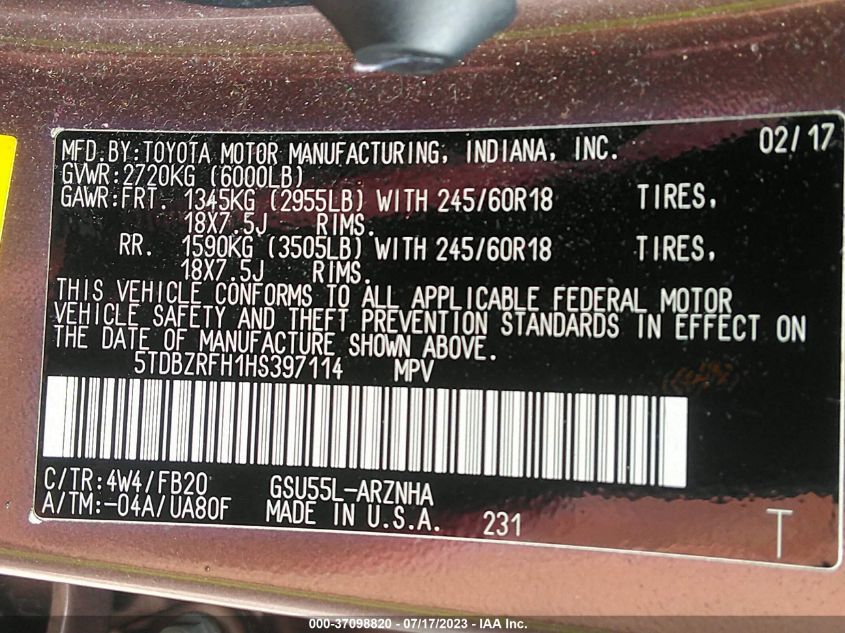 MFD.BY:TOYOTA MOTOR MANUFACTURING, INDIANA, INC. 02/17
GVWR:2720KG (6000LB)
GAWR:FRT. 1345KG (2955LB) WITH 245/60R18 TIRES,
18X7.5J RIMS.
RR. 1590KG (3505LB) WITH 245/60R18 TIRES,
18X7.5J RIMS.
THIS VEHICLE CONFORMS TO ALL APPLICABLE FEDERAL MOTOR
VEHICLE SAFETY AND THEFT PREVENTION STANDARDS IN EFFECT ON
THE DATE OF MANUFACTURE SHOWN ABOVE.
5TDBZRFH1HS397114 MPV
C/TR:4W4/FB20 GSU55L-ARZNHA
A/TM:-04A/UA80F MADE IN U.S.A. 231 T
000-37098820 - 07/17/2023 - IAA Inc.